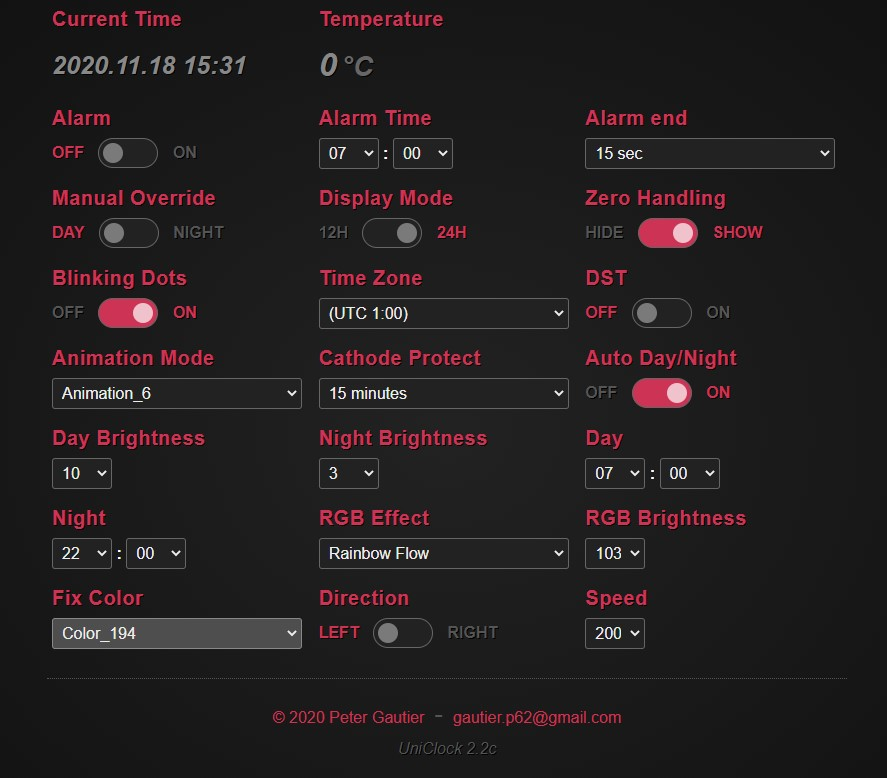 Current Time Temperature
2020.11.18 15:31 0 °C
Alarm Alarm Time Alarm end
OFF ON 07 : 00 15 sec
Manual Override Display Mode Zero Handling
DAY NIGHT 12H 24H HIDE SHOW
Blinking Dots Time Zone DST
OFF ON (UTC 1:00) OFF ON
Animation Mode Cathode Protect Auto Day/Night
Animation_6 15 minutes OFF ON
Day Brightness Night Brightness Day
10 3 07 : 00
Night RGB Effect RGB Brightness
22 : 00 Rainbow Flow 103
Fix Color Direction Speed
Color_194 LEFT RIGHT 200
© 2020 Peter Gautier - gautier.p62@gmail.com
UniClock 2.2c